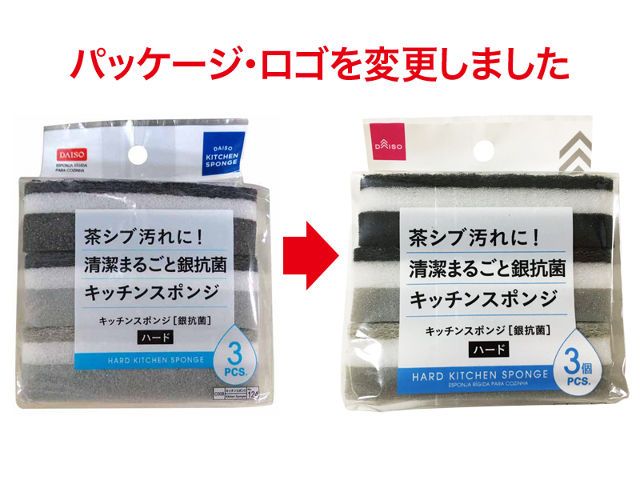 パッケージ・ロゴを変更しました
DAISO
ESPONJA RÍGIDA
PARA COZINHA
DAISO
KITCHEN
SPONGE
茶シブ汚れに!
清潔まるごと銀抗菌
キッチンスポンジ
キッチンスポンジ[銀抗菌]
ハード
HARD KITCHEN SPONGE
3
PCS.
DAISO
茶シブ汚れに!
清潔まるごと銀抗菌
キッチンスポンジ
キッチンスポンジ[銀抗菌]
ハード
HARD KITCHEN SPONGE
ESPONJA RÍGIDA PARA COZINHA
3個
PCS.